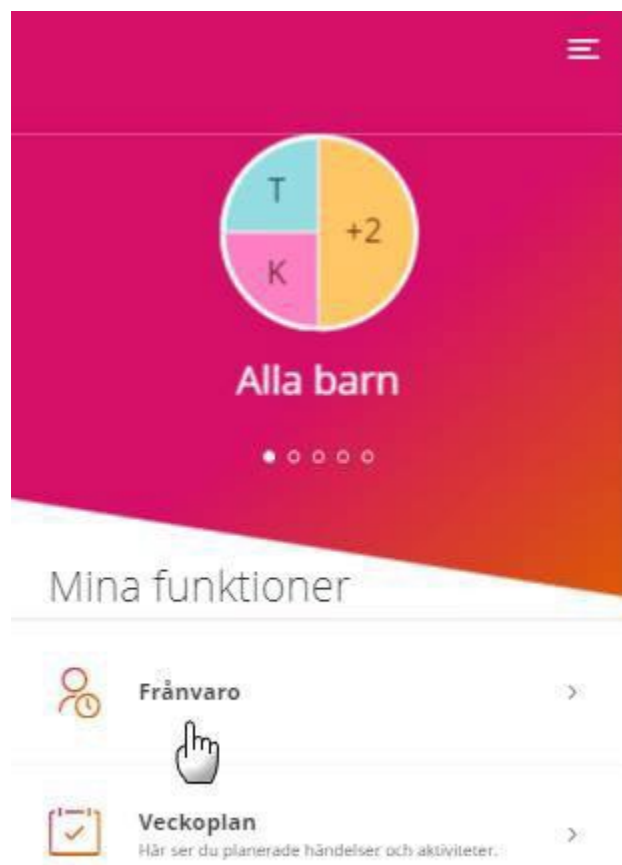 T
+2
K
Alla barn
Mina funktioner
Frånvaro
Veckoplan
Här ser du planerade händelser och aktiviteter.